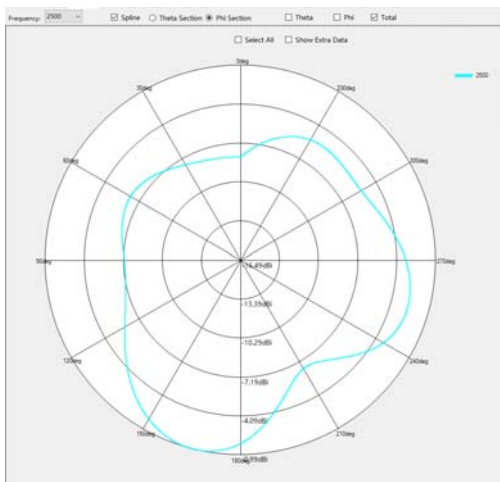 Frequency: 2500 Spline Theta Section Phi Section Theta Phi Total
Select All Show Extra Data
0deg
2500
30deg 330deg
60deg 300deg
90deg -16.49dBi 270deg
-13.39dBi
-10.29dBi
120deg 240deg
-7.19dBi
-4.09dBi
150deg 210deg
180deg -0.99dBi